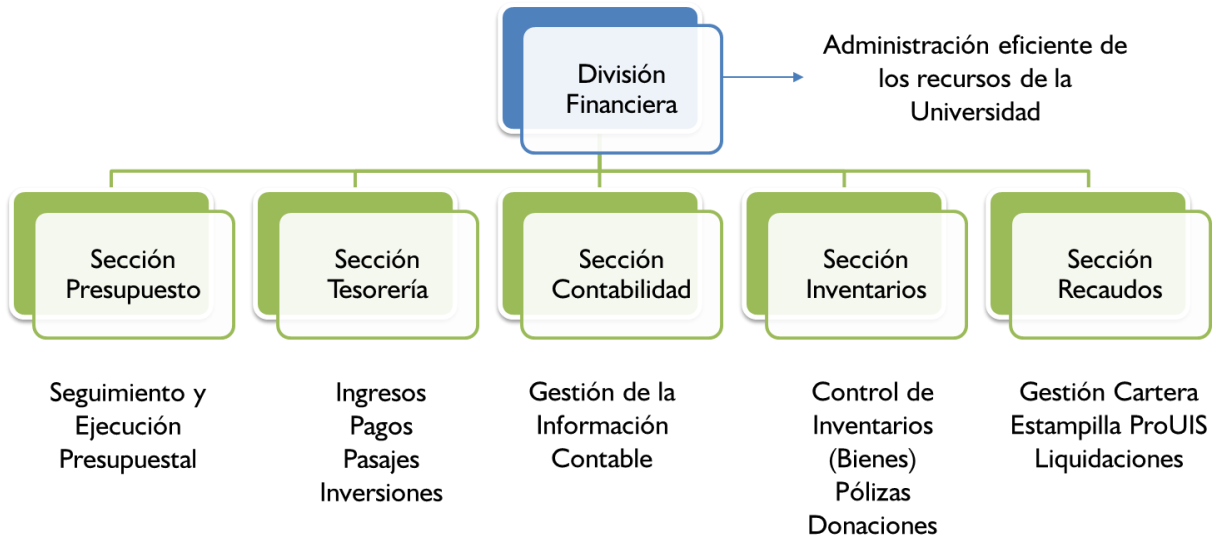 División
Financiera
Administración eficiente de
los recursos de la
Universidad
Sección
Presupuesto
Sección
Tesorería
Sección
Contabilidad
Sección
Inventarios
Sección
Recaudos
Seguimiento y
Ejecución
Presupuestal
Ingresos
Pagos
Pasajes
Inversiones
Gestión de la
Información
Contable
Control de
Inventarios
(Bienes)
Pólizas
Donaciones
Gestión Cartera
Estampilla ProUIS
Liquidaciones